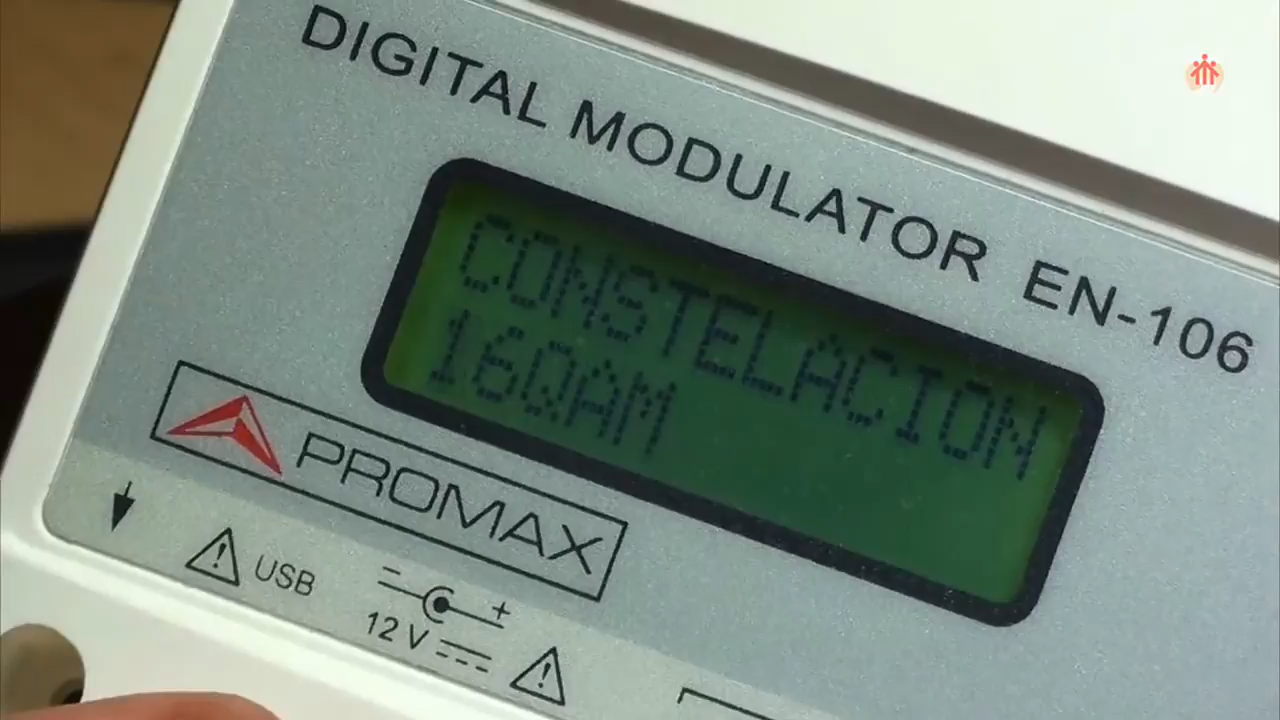 DIGITAL MODULATOR EN-106
CONSTELACION
16QAM
PROMAX
USB
- +
12 V